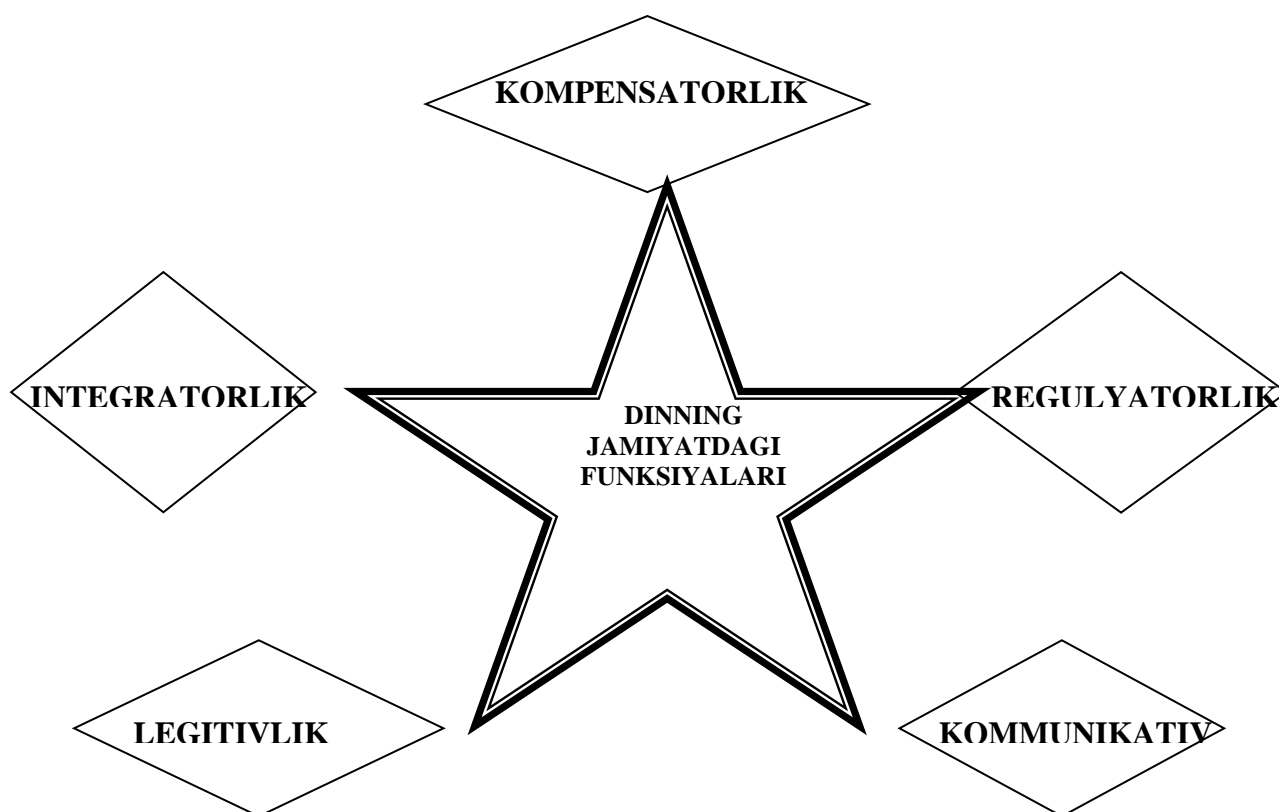 KOMPENSATORLIK
INTEGRATORLIK
REGULYATORLIK
DINNING
JAMIYATDAGI
FUNKSIYALARI
LEGITIVLIK
KOMMUNIKATIV